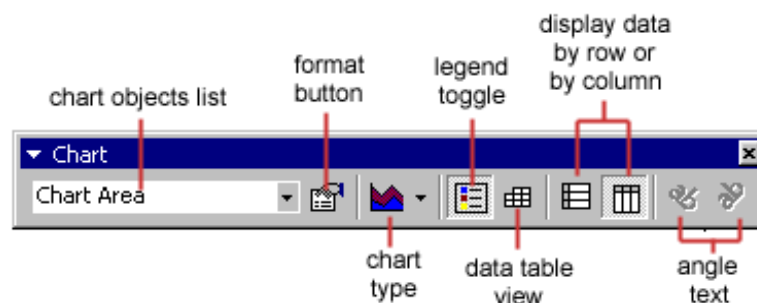 display data
by row or
by column
format
button
legend
toggle
chart objects list
Chart
Chart Area
chart
type
data table
view
angle
text